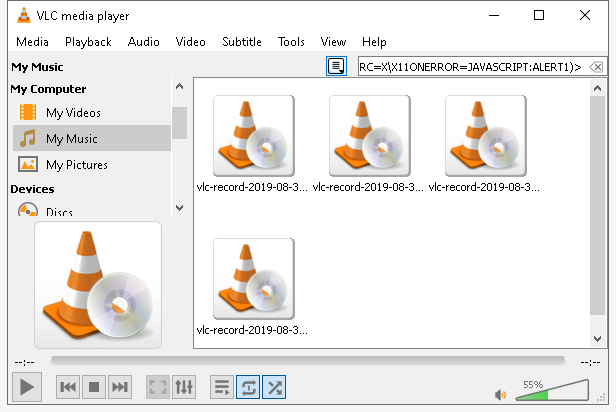 VLC media player
Media Playback Audio Video Subtitle Tools View Help
My Music
RC=X\X11ONERROR=JAVASCRIPT:ALERT1)>
My Computer
My Videos
My Music
My Pictures
Devices
Discs
vlc-record-2019-08-3... vlc-record-2019-08-3... vlc-record-2019-08-3...
vlc-record-2019-08-3...
--:-- --:--
55%